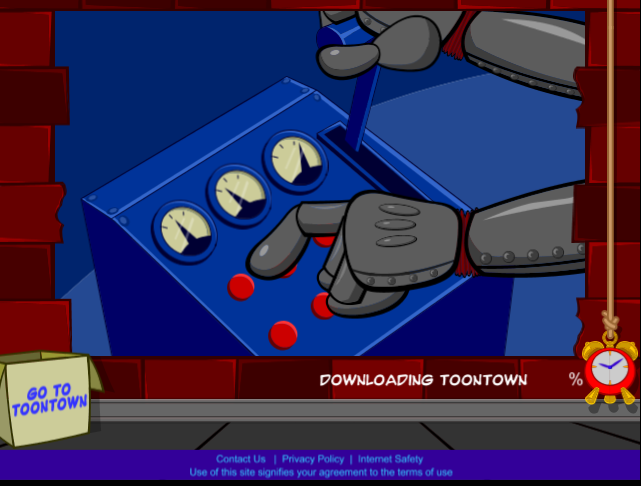 DOWNLOADING TOONTOWN %
GO TO
TOONTOWN
Contact Us | Privacy Policy | Internet Safety
Use of this site signifies your agreement to the terms of use